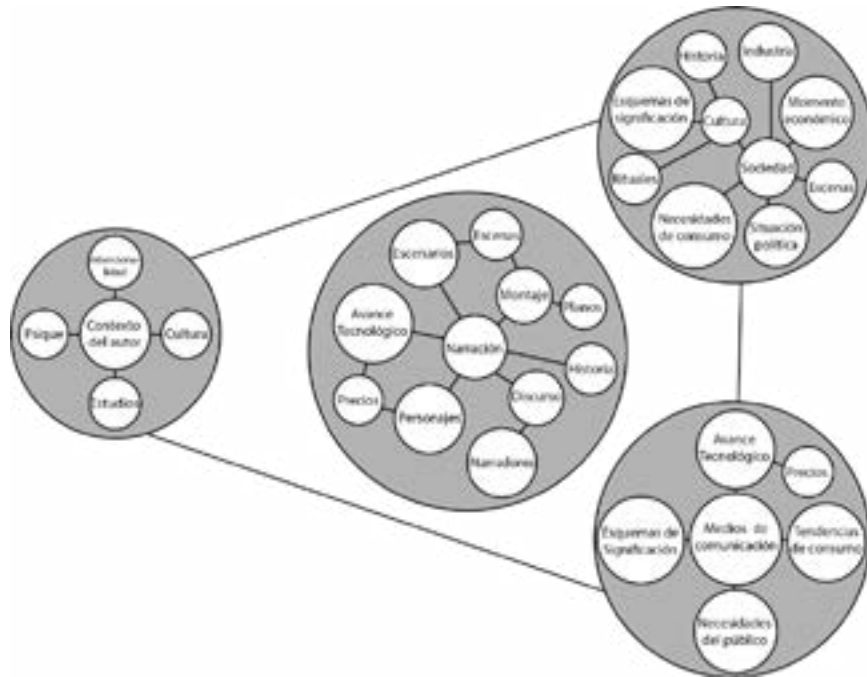 Historia
Industria
Esquemas de
significación
Cultura
Momento
económico
Rituales
Sociedad
Escenas
Necesidades
de consumo
Situación
política
Escenas
Escenarios
Montaje
Planos
Avance
Tecnológico
Narración
Historia
Precios
Personajes
Discurso
Narradores
Psique
Contexto
del autor
Cultura
Estudios
Avance
Tecnológico
Precios
Esquemas de
Significación
Medios de
comunicación
Tendencias
de consumo
Necesidades
del público